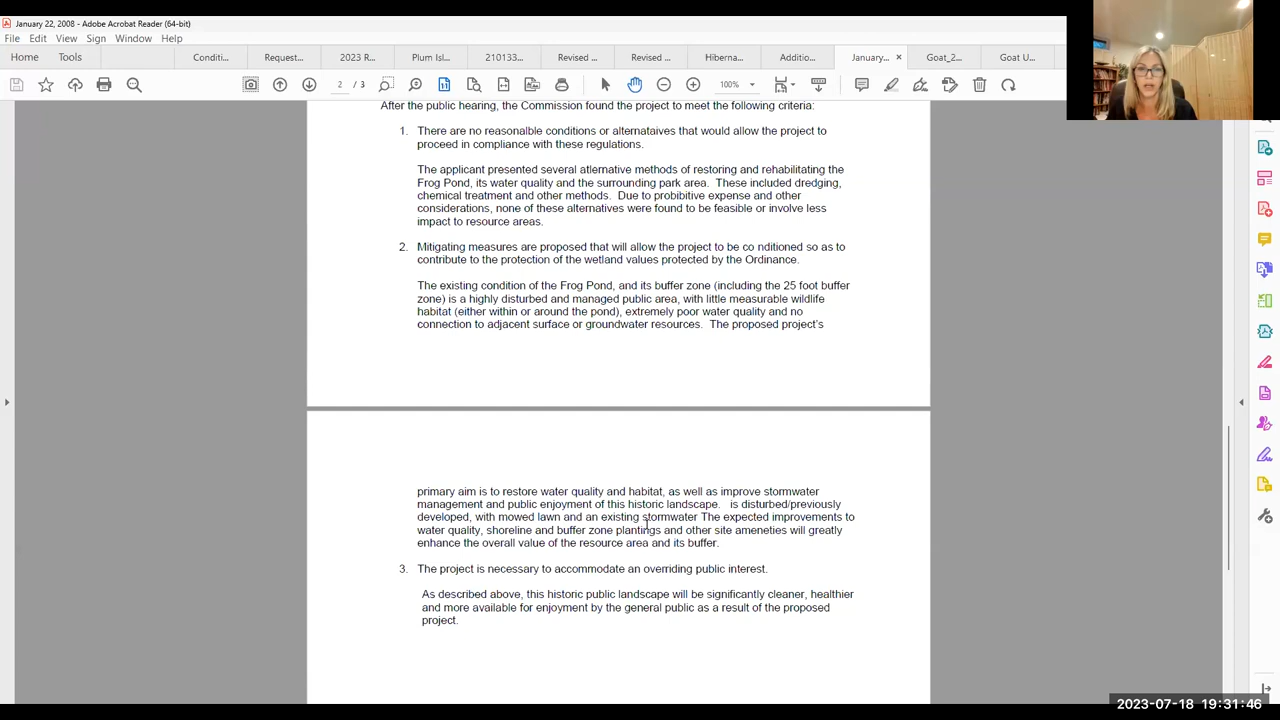 January 22, 2008 - Adobe Acrobat Reader (64-bit)
File Edit View Sign Window Help
Home Tools Conditi... Request... 2023 R... Plum Isl... 210133... Revised ... Revised ... Hiberna... Additio... January... × Goat_2... Goat U...
2 / 3 100%
After the public hearing, the Commission found the project to meet the following criteria:
1. There are no reasonalble conditions or alternataives that would allow the project to
proceed in compliance with these regulations.
The applicant presented several atlernative methods of restoring and rehabilitating the
Frog Pond, its water quality and the surrounding park area. These included dredging,
chemical treatment and other methods. Due to probibitive expense and other
considerations, none of these alternatives were found to be feasible or involve less
impact to resource areas.
2. Mitigating measures are proposed that will allow the project to be co nditioned so as to
contribute to the protection of the wetland values protected by the Ordinance.
The existing condition of the Frog Pond, and its buffer zone (including the 25 foot buffer
zone) is a highly disturbed and managed public area, with little measurable wildlife
habitat (either within or around the pond), extremely poor water quality and no
connection to adjacent surface or groundwater resources. The proposed project's
primary aim is to restore water quality and habitat, as well as improve stormwater
management and public enjoyment of this historic landscape. is disturbed/previously
developed, with mowed lawn and an existing stormwater The expected improvements to
water quality, shoreline and buffer zone plantings and other site ameneties will greatly
enhance the overall value of the resource area and its buffer.
3. The project is necessary to accommodate an overriding public interest.
As described above, this historic public landscape will be significantly cleaner, healthier
and more available for enjoyment by the general public as a result of the proposed
project.
2023-07-18 19:31:46